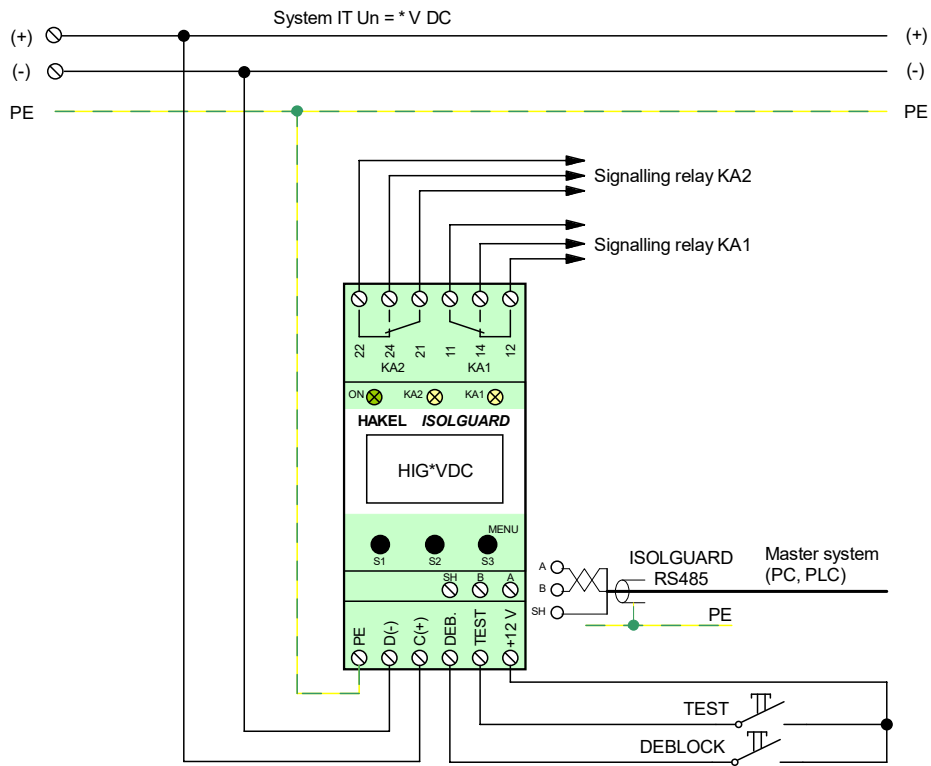 System IT Un = * V DC
(+) (+)
(-) (-)
PE PE
Signalling relay KA2
Signalling relay KA1
22 24 21 11 14 12
KA2 KA1
ON KA2 KA1
HAKEL ISOLGUARD
HIG*VDC
MENU
S1 S2 S3
SH B A
PE D(-) C(+) DEB. TEST +12 V
A
B
SH
ISOLGUARD
RS485
Master system
(PC, PLC)
PE
TEST
DEBLOCK